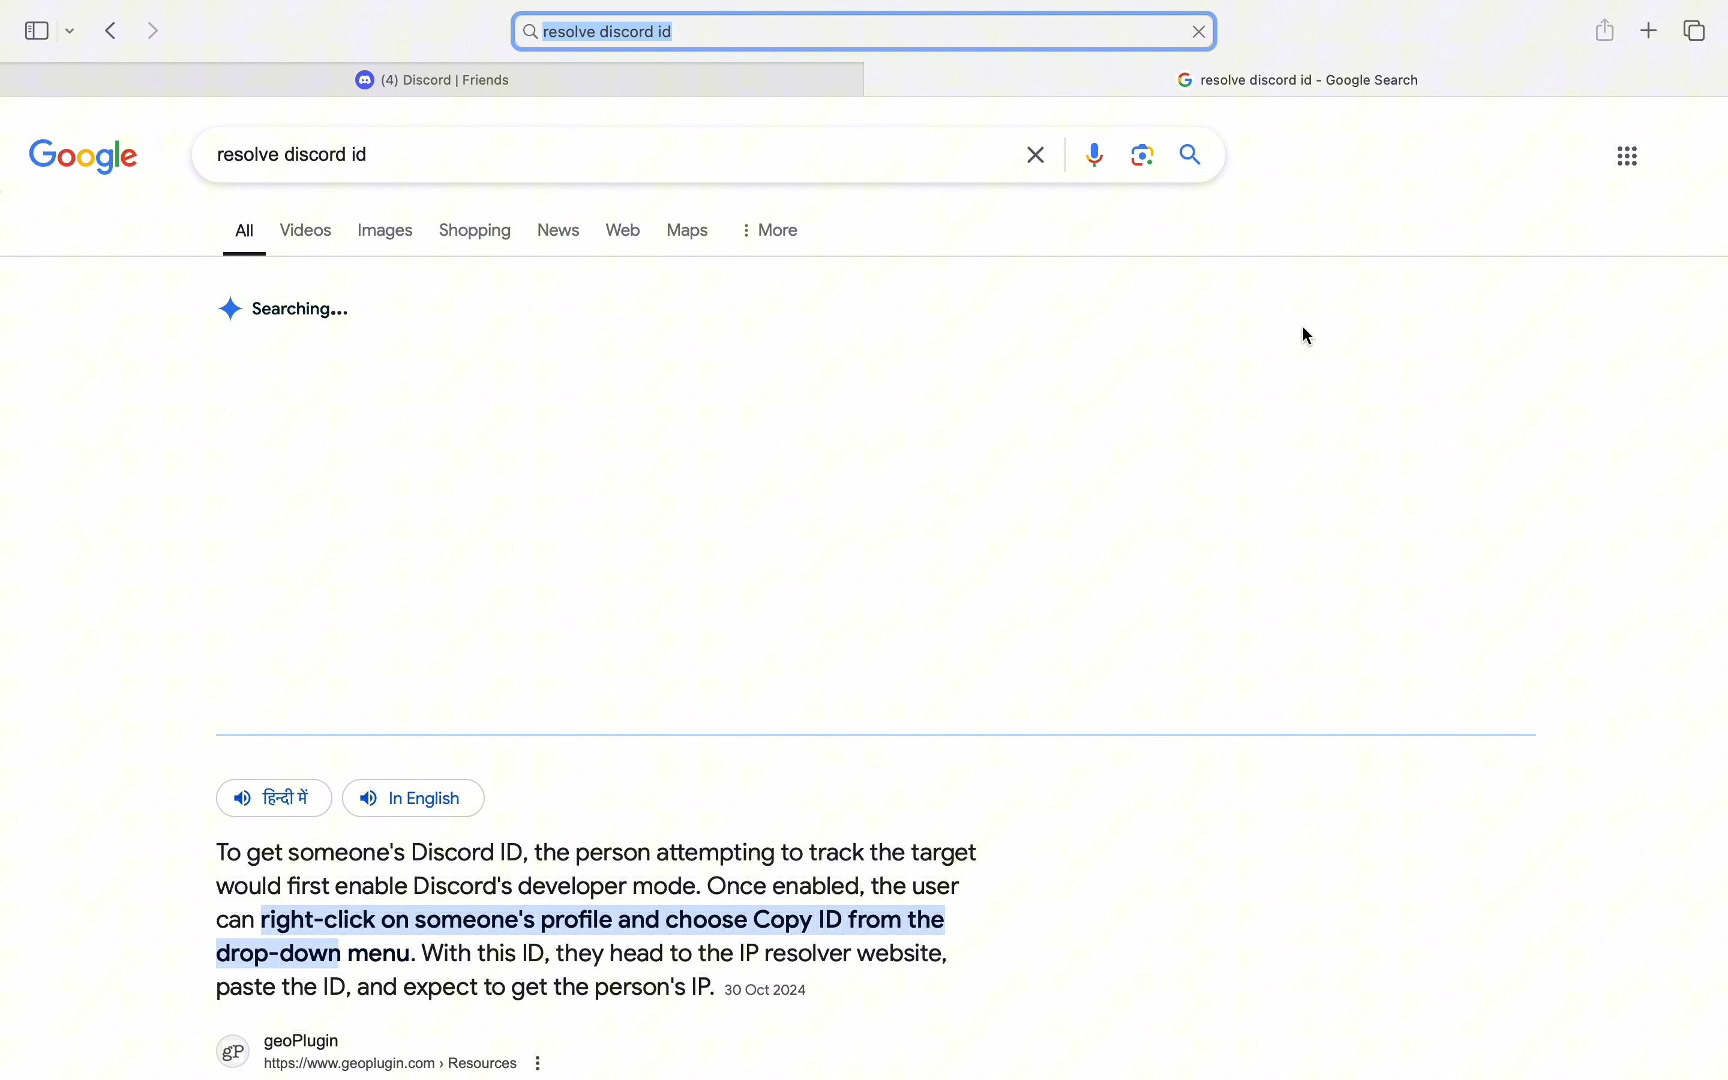 resolve discord id
(4) Discord | Friends
resolve discord id - Google Search
Google
resolve discord id
All Videos Images Shopping News Web Maps More
Searching...
हिन्दी में In English
To get someone's Discord ID, the person attempting to track the target
would first enable Discord's developer mode. Once enabled, the user
can right-click on someone's profile and choose Copy ID from the
drop-down menu. With this ID, they head to the IP resolver website,
paste the ID, and expect to get the person's IP. 30 Oct 2024
gP
geoPlugin
https://www.geoplugin.com › Resources